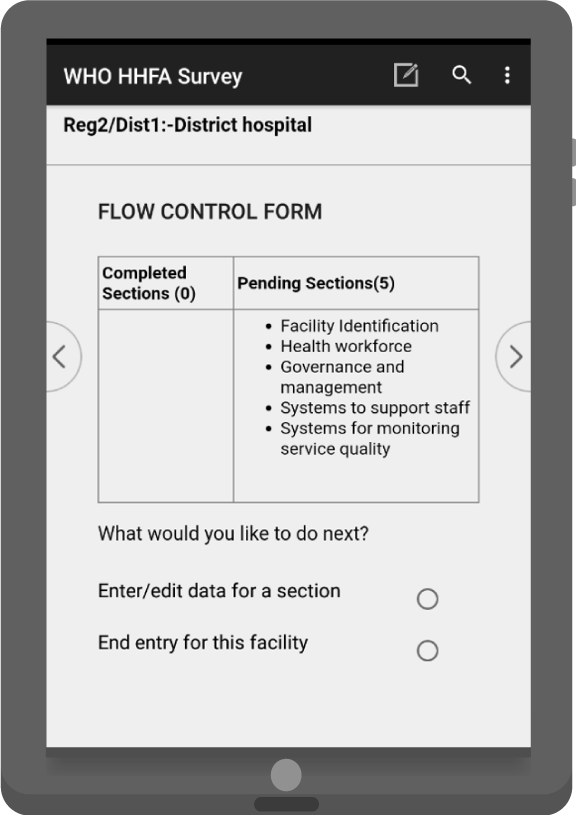 WHO HHFA Survey
Reg2/Dist1:-District hospital
FLOW CONTROL FORM
Completed
Sections (0)
Pending Sections(5)
• Facility Identification
• Health workforce
• Governance and
management
• Systems to support staff
• Systems for monitoring
service quality
What would you like to do next?
Enter/edit data for a section
End entry for this facility